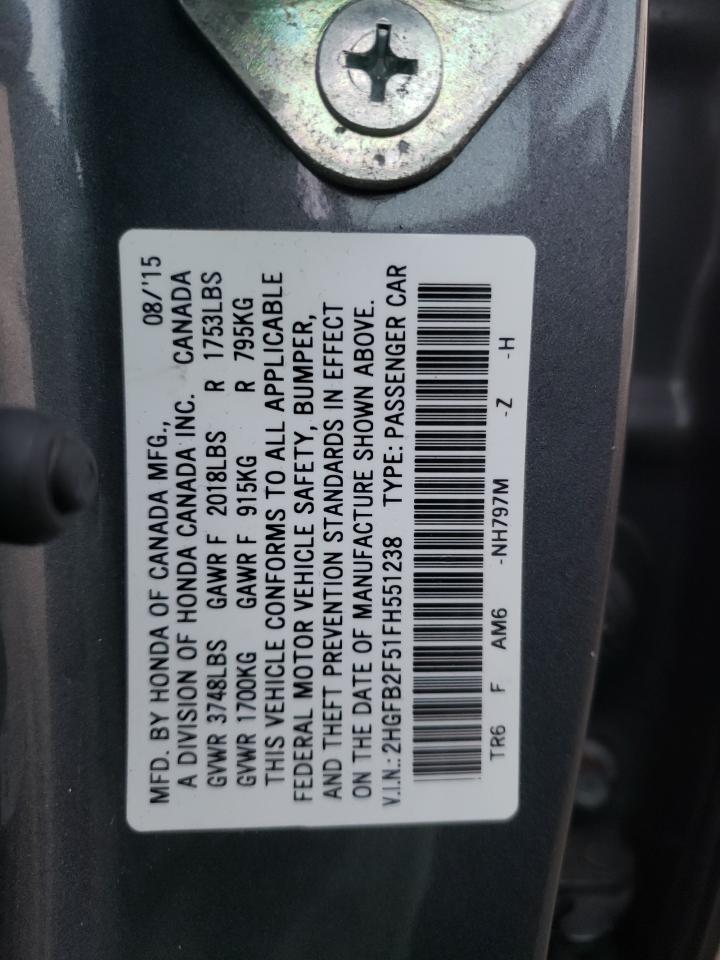 MFD. BY HONDA OF CANADA MFG., 08/'15
A DIVISION OF HONDA CANADA INC. CANADA
GVWR 3748LBS GAWR F 2018LBS R 1753LBS
GVWR 1700KG GAWR F 915KG R 795KG
THIS VEHICLE CONFORMS TO ALL APPLICABLE
FEDERAL MOTOR VEHICLE SAFETY, BUMPER,
AND THEFT PREVENTION STANDARDS IN EFFECT
ON THE DATE OF MANUFACTURE SHOWN ABOVE.
V.I.N.: 2HGFB2F51FH551238 TYPE: PASSENGER CAR
TR6 F AM6 -NH797M -Z -H